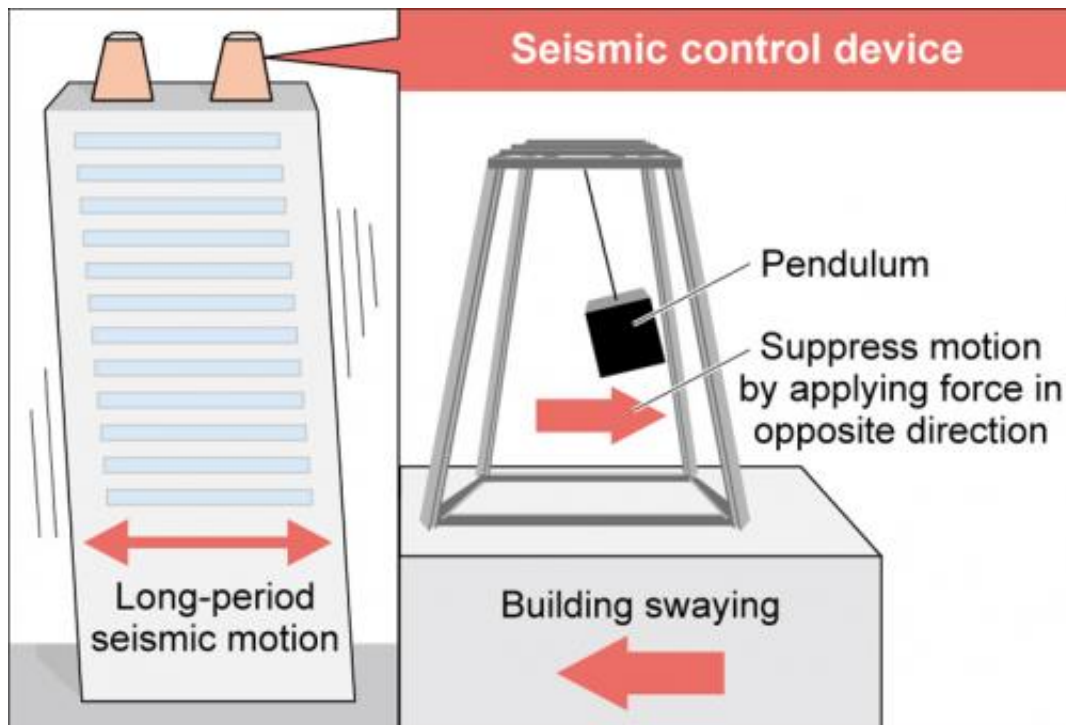 Seismic control device
Pendulum
Suppress motion
by applying force in
opposite direction
Long-period
seismic motion
Building swaying